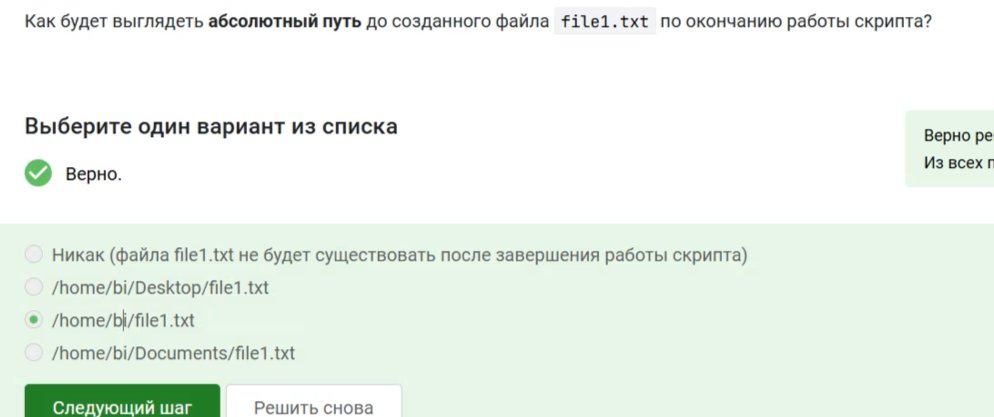 Как будет выглядеть абсолютный путь до созданного файла file1.txt по окончанию работы скрипта?
Выберите один вариант из списка
Верно.
Верно ре
Из всех п
Никак (файла file1.txt не будет существовать после завершения работы скрипта)
/home/bi/Desktop/file1.txt
/home/bi/file1.txt
/home/bi/Documents/file1.txt
Следующий шаг
Решить снова